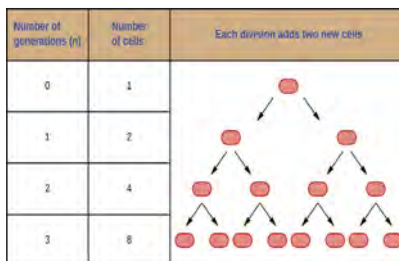 Number of
generations (n)
Number
of cells
Each division adds two new cells
0
1
1
2
2
4
3
8